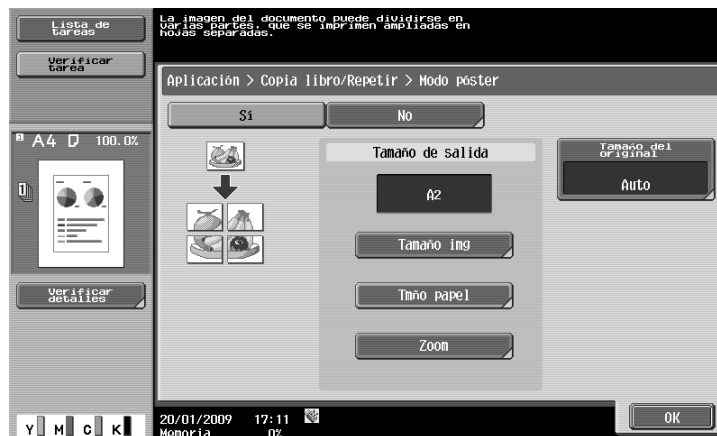 Lista de
tareas
La imagen del documento puede dividirse en
varias partes, que se imprimen ampliadas en
hojas separadas.
Verificar
tarea
Aplicación > Copia libro/Repetir > Modo póster
Sí
No
A4 100.0%
Tamaño de salida
Tamaño del
original
Auto
A2
1
Tamaño img
Tmño papel
Verificar
detalles
Zoom
OK
20/01/2009 17:11
Memoria 0%
Y M C K